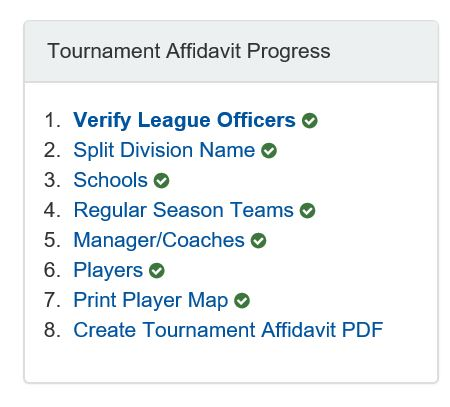 Tournament Affidavit Progress
1. Verify League Officers
2. Split Division Name
3. Schools
4. Regular Season Teams
5. Manager/Coaches
6. Players
7. Print Player Map
8. Create Tournament Affidavit PDF